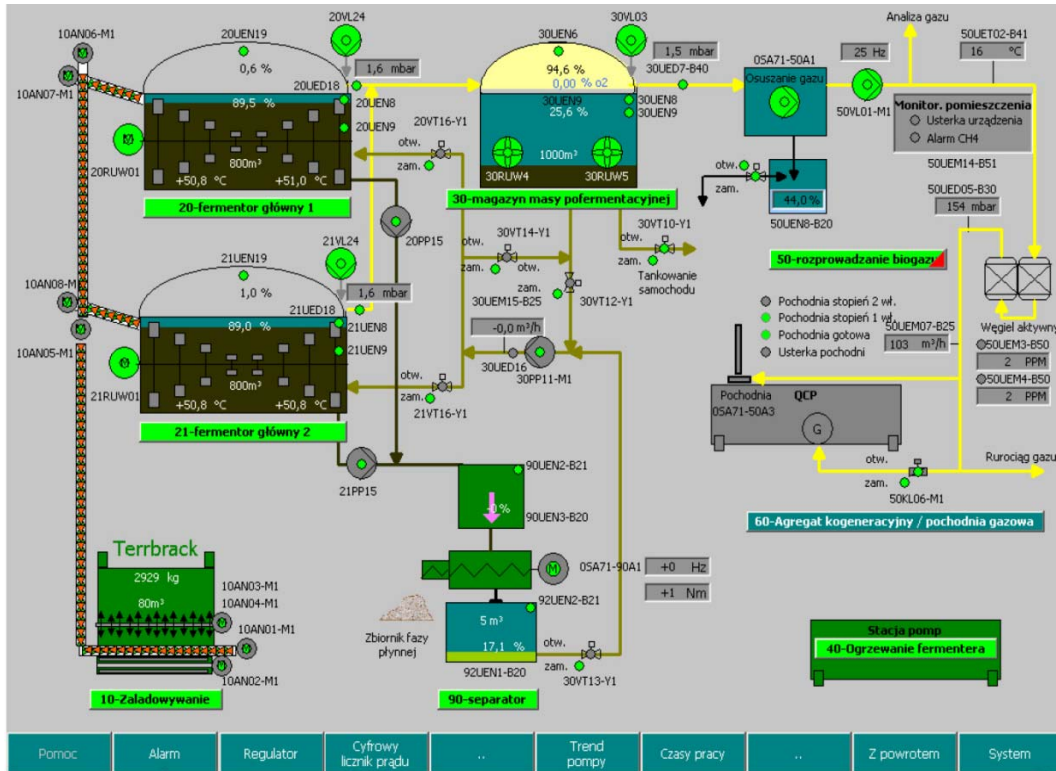 10AN06-M1
10AN07-M1
20UEN19
0,6 %
20VL24
1,6 mbar
20UED18
20UEN8
20UEN9
89,5 %
800m³
+50,8 °C
+51,0 °C
20RUW01
20-fermentor główny 1
30UEN6
94,6 %
0,00 % o2
30UEN9
25,6 %
1000m³
30RUW4
30RUW5
30-magazyn masy pofermentacyjnej
30VL03
1,5 mbar
30UED7-B40
30UEN8
30UEN9
20VT16-Y1
zam.
otw.
0SA71-50A1
Osuszanie gazu
25 Hz
50VL01-M1
Analiza gazu
50UET02-B41
16 °C
Monitor. pomieszczenia
Usterka urządzenia
Alarm CH4
50UEM14-B51
otw.
zam.
44,0 %
50UEN8-B20
50UED05-B30
154 mbar
50-rozprowadzanie biogazu
20PP15
otw.
30VT14-Y1
zam.
otw.
30UEM15-B25
zam.
30VT12-Y1
-0,0 m³/h
30UED16
30PP11-M1
30VT10-Y1
otw.
zam.
Tankowanie
samochodu
Pochodnia stopień 2 wł.
Pochodnia stopień 1 wł.
Pochodnia gotowa
Usterka pochodni
50UEM07-B25
103 m³/h
Węgiel aktywny
50UEM3-B50
2 PPM
50UEM4-B50
2 PPM
10AN08-M
10AN05-M1
21UEN19
1,0 %
21VL24
1,6 mbar
21UED18
21UEN8
21UEN9
89,0 %
800m³
+50,8 °C
+50,8 °C
21RUW01
21-fermentor główny 2
otw.
zam.
21VT16-Y1
21PP15
Pochodnia
0SA71-50A3
QCP
G
otw.
zam.
50KL06-M1
Rurociąg gazu
60-Agregat kogeneracyjny / pochodnia gazowa
90UEN2-B21
90UEN3-B20
M
0SA71-90A1
+0 Hz
+1 Nm
92UEN2-B21
5 m³
17,1 %
92UEN1-B20
Zbiornik fazy
płynnej
otw.
zam.
30VT13-Y1
90-separator
Terrbrack
2929 kg
80m³
10AN03-M1
10AN04-M1
10AN01-M1
10AN02-M1
10-Zaladowywanie
Stacja pomp
40-Ogrzewanie fermentera
Pomoc
Alarm
Regulator
Cyfrowy
licznik prądu
..
Trend
pompy
Czasy pracy
..
Z powrotem
System